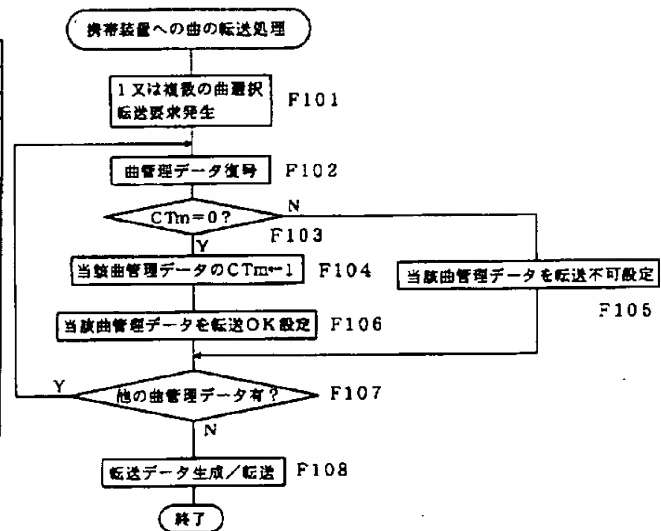 携帯装置への曲の転送処理
1又は複数の曲選択
転送要求発生
F101
曲管理データ復号
F102
CTm=0?
N
F103
Y
当該曲管理データのCTm←1
F104
当該曲管理データを転送不可設定
F105
当該曲管理データを転送OK設定
F106
Y
他の曲管理データ有?
F107
N
転送データ生成/転送
F108
終了